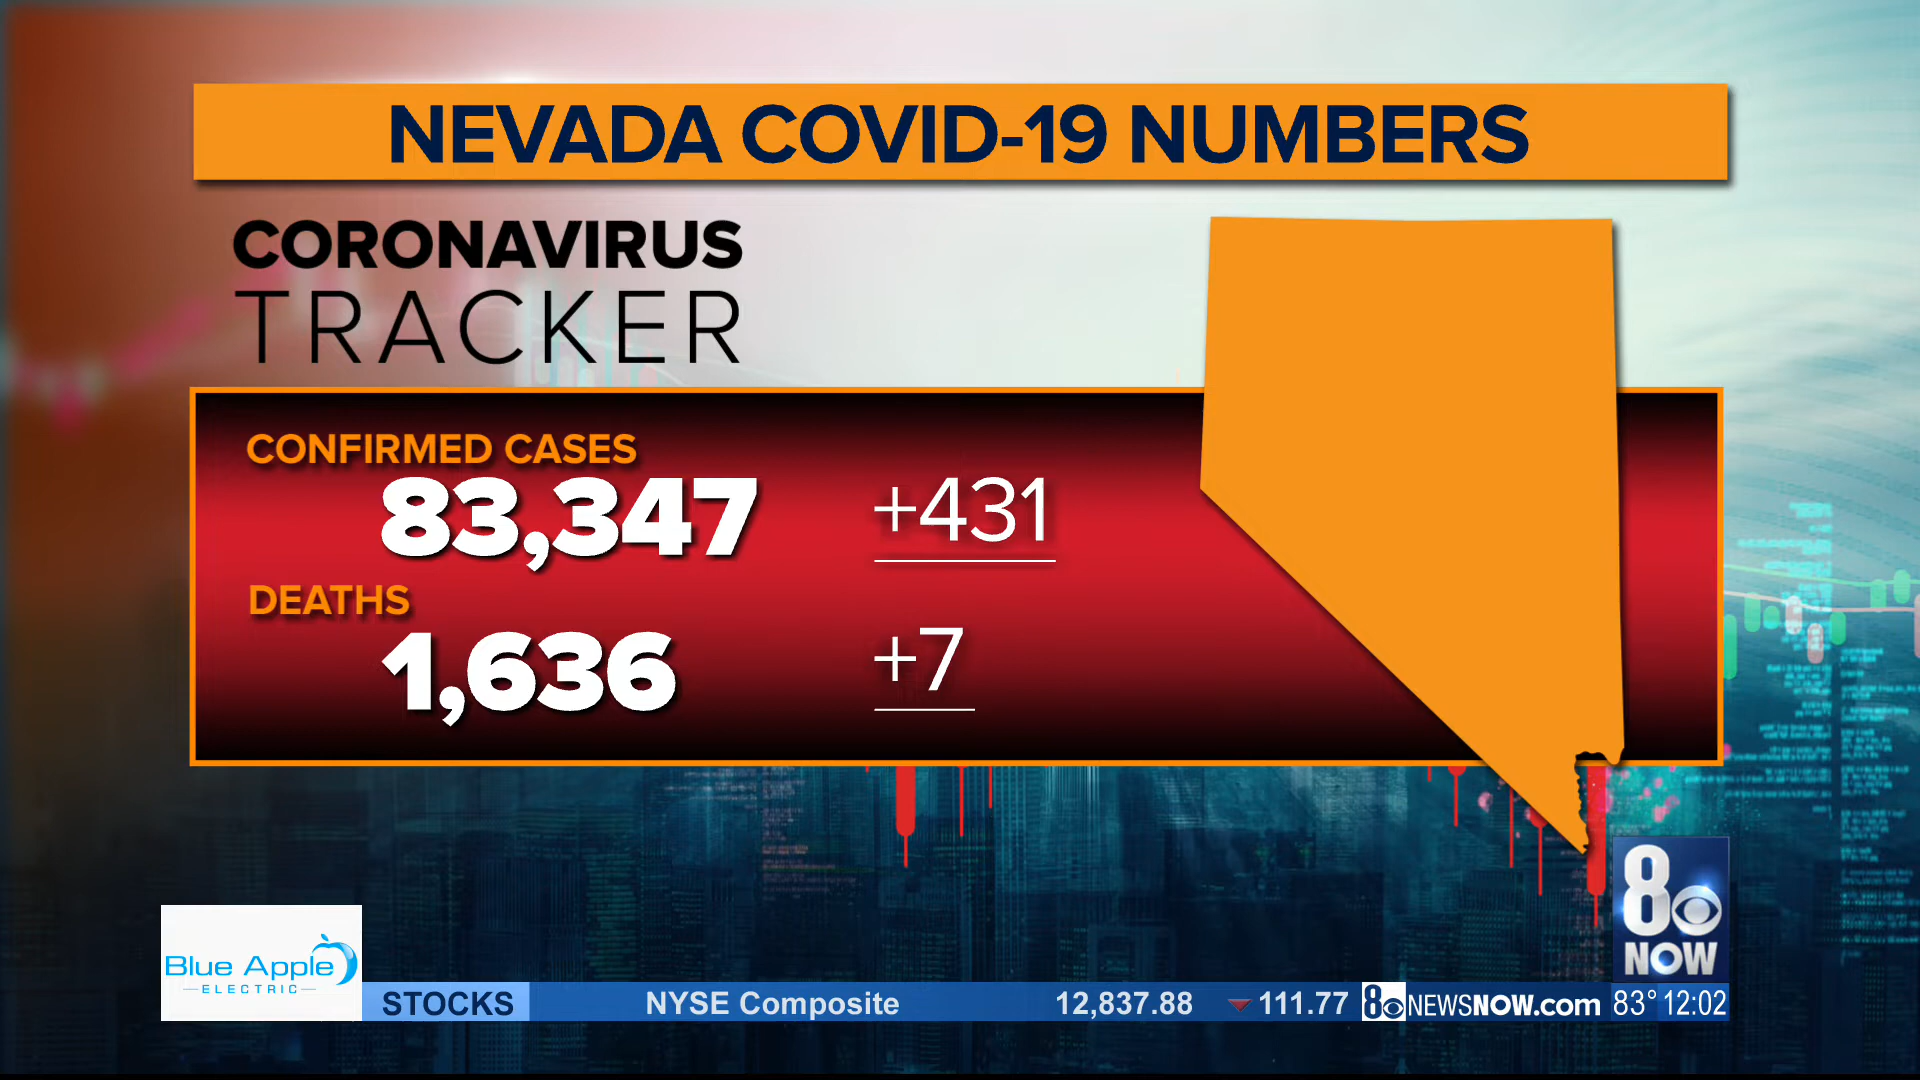 NEVADA COVID-19 NUMBERS
CORONAVIRUS
TRACKER
CONFIRMED CASES
83,347 +431
DEATHS
1,636 +7
8
NOW
Blue Apple
ELECTRIC
STOCKS NYSE Composite 12,837.88 111.77 8NEWSNOW.com 83° 12:02